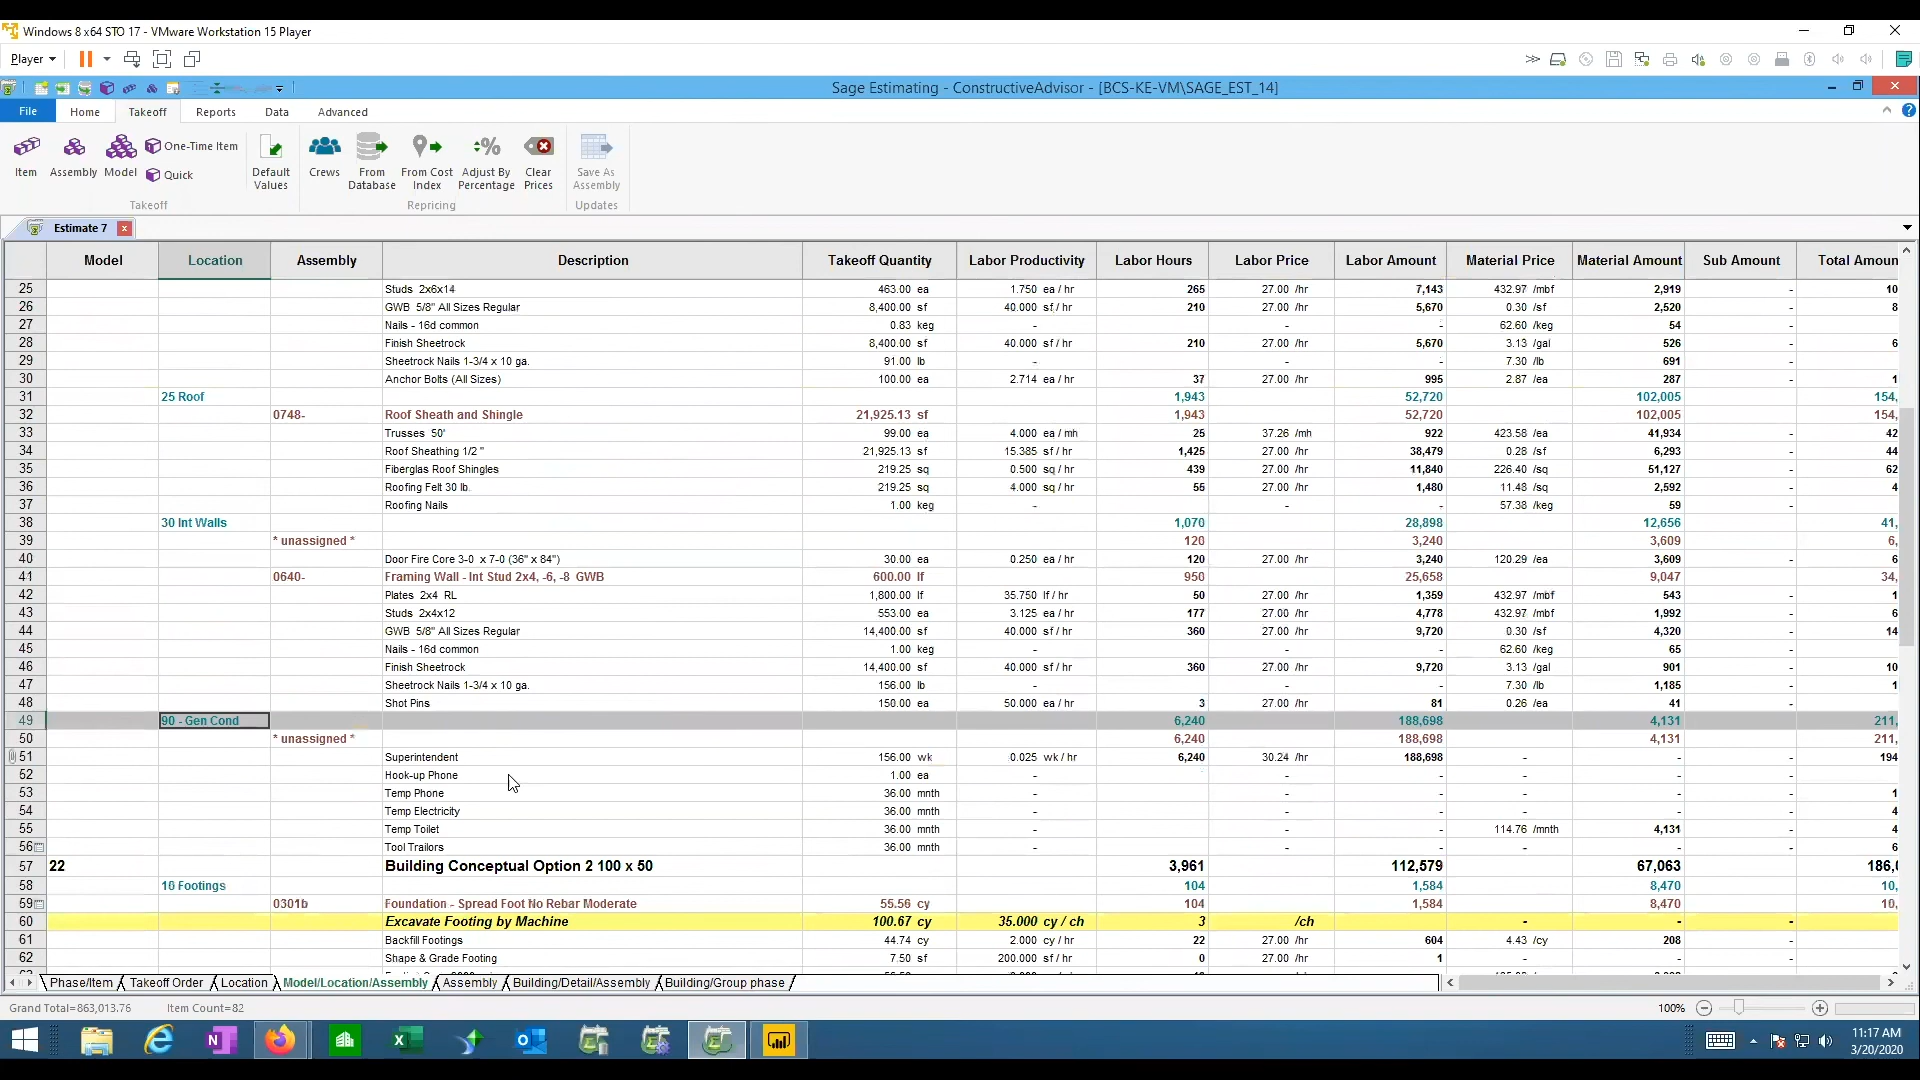 Windows 8 x64 STO 17 - VMware Workstation 15 Player
Player
Sage Estimating - ConstructiveAdvisor - [BCS-KE-VM\SAGE_EST_14]
File Home Takeoff Reports Data Advanced
Item Assembly Model One-Time Item Quick Default Values Crews From Database From Cost Index Adjust By Percentage Clear Prices Save As Assembly
Takeoff Repricing Updates
Estimate 7
Model Location Assembly Description Takeoff Quantity Labor Productivity Labor Hours Labor Price Labor Amount Material Price Material Amount Sub Amount Total Amoun
25 Studs 2x6x14 463.00 ea 1.750 ea / hr 265 27.00 /hr 7,143 432.97 /mbf 2,919 - 10
26 GWB 5/8" All Sizes Regular 8,400.00 sf 40.000 sf / hr 210 27.00 /hr 5,670 0.30 /sf 2,520 - 8
27 Nails - 16d common 0.83 keg - - - 62.60 /keg 54 -
28 Finish Sheetrock 8,400.00 sf 40.000 sf / hr 210 27.00 /hr 5,670 3.13 /gal 526 - 6
29 Sheetrock Nails 1-3/4 x 10 ga. 91.00 lb - - - 7.30 /lb 691 -
30 Anchor Bolts (All Sizes) 100.00 ea 2.714 ea / hr 37 27.00 /hr 995 2.87 /ea 287 - 1
31 25 Roof 1,943 52,720 102,005 154,
32 0748- Roof Sheath and Shingle 21,925.13 sf 1,943 52,720 102,005 154,
33 Trusses 50' 99.00 ea 4.000 ea / mh 25 37.26 /mh 922 423.58 /ea 41,934 - 42
34 Roof Sheathing 1/2 " 21,925.13 sf 15.385 sf / hr 1,425 27.00 /hr 38,479 0.28 /sf 6,293 - 44
35 Fiberglas Roof Shingles 219.25 sq 0.500 sq / hr 439 27.00 /hr 11,840 226.40 /sq 51,127 - 62
36 Roofing Felt 30 lb. 219.25 sq 4.000 sq / hr 55 27.00 /hr 1,480 11.48 /sq 2,592 - 4
37 Roofing Nails 1.00 keg - - - 57.38 /keg 59 -
38 30 Int Walls 1,070 28,898 12,656 41,
39 * unassigned * 120 3,240 3,609 6,
40 Door Fire Core 3-0 x 7-0 (36" x 84") 30.00 ea 0.250 ea / hr 120 27.00 /hr 3,240 120.29 /ea 3,609 - 6
41 0640- Framing Wall - Int Stud 2x4, -6, -8 GWB 600.00 lf 950 25,658 9,047 34,
42 Plates 2x4 RL 1,800.00 lf 35.750 lf / hr 50 27.00 /hr 1,359 432.97 /mbf 543 - 1
43 Studs 2x4x12 553.00 ea 3.125 ea / hr 177 27.00 /hr 4,778 432.97 /mbf 1,992 - 6
44 GWB 5/8" All Sizes Regular 14,400.00 sf 40.000 sf / hr 360 27.00 /hr 9,720 0.30 /sf 4,320 - 14
45 Nails - 16d common 1.00 keg - - - 62.60 /keg 65 -
46 Finish Sheetrock 14,400.00 sf 40.000 sf / hr 360 27.00 /hr 9,720 3.13 /gal 901 - 10
47 Sheetrock Nails 1-3/4 x 10 ga. 156.00 lb - - - 7.30 /lb 1,185 - 1
48 Shot Pins 150.00 ea 50.000 ea / hr 3 27.00 /hr 81 0.26 /ea 41 -
49 90 - Gen Cond 6,240 188,698 4,131 211,
50 * unassigned * 6,240 188,698 4,131 211,
51 Superintendent 156.00 wk 0.025 wk / hr 6,240 30.24 /hr 188,698 - - - 194
52 Hook-up Phone 1.00 ea - - - - - -
53 Temp Phone 36.00 mnth - - - - - - 1
54 Temp Electricity 36.00 mnth - - - - - - 4
55 Temp Toilet 36.00 mnth - - - 114.76 /mnth 4,131 - 4
56 Tool Trailors 36.00 mnth - - - - - - 6
57 22 Building Conceptual Option 2 100 x 50 3,961 112,579 67,063 186,0
58 10 Footings 104 1,584 8,470 10,
59 0301b Foundation - Spread Foot No Rebar Moderate 55.56 cy 104 1,584 8,470 10,
60 Excavate Footing by Machine 100.67 cy 35.000 cy / ch 3 /ch - - -
61 Backfill Footings 44.74 cy 2.000 cy / hr 22 27.00 /hr 604 4.43 /cy 208 -
62 Shape & Grade Footing 7.50 sf 200.000 sf / hr 0 27.00 /hr 1 - - -
Phase/Item Takeoff Order Location Model/Location/Assembly Assembly Building/Detail/Assembly Building/Group phase
Grand Total=863,013.76 Item Count=82 100%
11:17 AM
3/20/2020